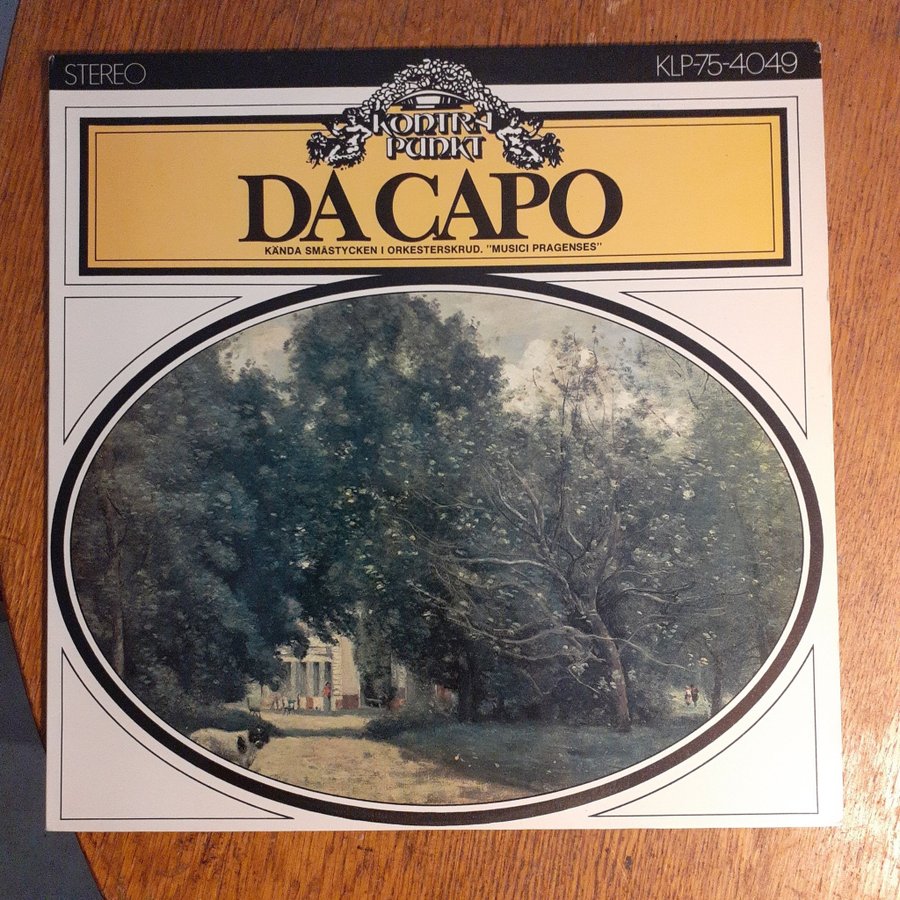 STEREO
KLP-75-4049
KONTRA
PUNKT
DA CAPO
KÄNDA SMÅSTYCKEN I ORKESTERSKRUD. "MUSICI PRAGENSES"